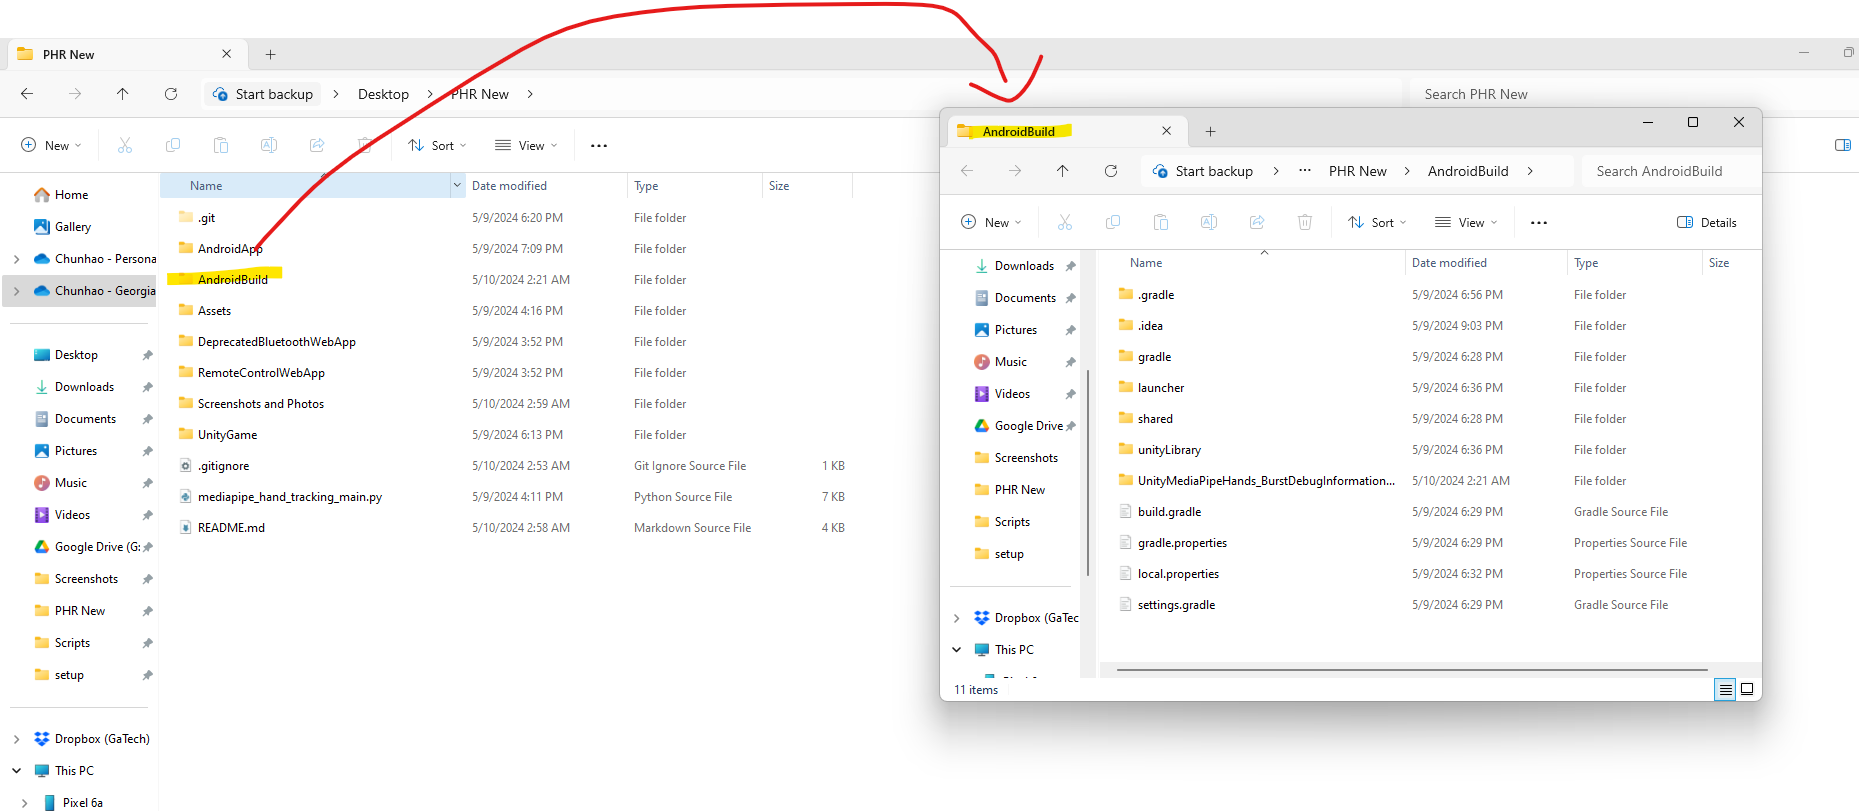 PHR New
Start backup Desktop PHR New
Search PHR New
New Sort View
Name Date modified Type Size
Home
Gallery
Chunhao - Persona
Chunhao - Georgia
Desktop
Downloads
Documents
Pictures
Music
Videos
Google Drive (G:
Screenshots
PHR New
Scripts
setup
Dropbox (GaTech)
This PC
Pixel 6a
.git 5/9/2024 6:20 PM File folder
AndroidApp 5/9/2024 7:09 PM File folder
AndroidBuild 5/10/2024 2:21 AM File folder
Assets 5/9/2024 4:16 PM File folder
DeprecatedBluetoothWebApp 5/9/2024 3:52 PM File folder
RemoteControlWebApp 5/9/2024 3:52 PM File folder
Screenshots and Photos 5/10/2024 2:59 AM File folder
UnityGame 5/9/2024 6:13 PM File folder
.gitignore 5/10/2024 2:53 AM Git Ignore Source File 1 KB
mediapipe_hand_tracking_main.py 5/9/2024 4:11 PM Python Source File 7 KB
README.md 5/10/2024 2:58 AM Markdown Source File 4 KB
AndroidBuild
Start backup ··· PHR New AndroidBuild
Search AndroidBuild
New Sort View Details
Name Date modified Type Size
Downloads
Documents
Pictures
Music
Videos
Google Drive
Screenshots
PHR New
Scripts
setup
Dropbox (GaTec
This PC
.gradle 5/9/2024 6:56 PM File folder
.idea 5/9/2024 9:03 PM File folder
gradle 5/9/2024 6:28 PM File folder
launcher 5/9/2024 6:36 PM File folder
shared 5/9/2024 6:28 PM File folder
unityLibrary 5/9/2024 6:36 PM File folder
UnityMediaPipeHands_BurstDebugInformation... 5/10/2024 2:21 AM File folder
build.gradle 5/9/2024 6:29 PM Gradle Source File
gradle.properties 5/9/2024 6:29 PM Properties Source File
local.properties 5/9/2024 6:32 PM Properties Source File
settings.gradle 5/9/2024 6:29 PM Gradle Source File
11 items